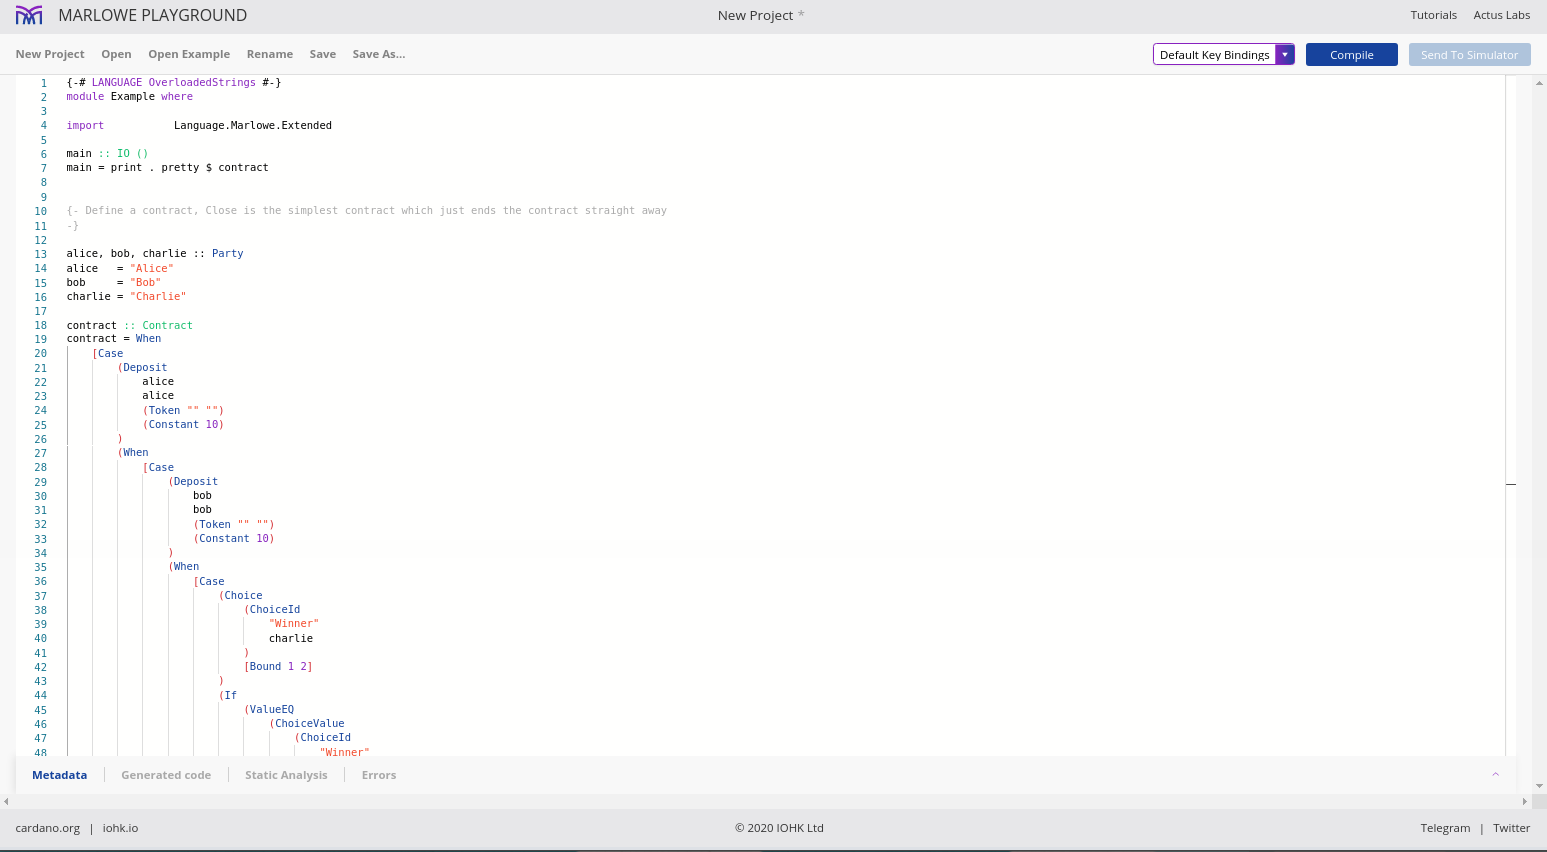 MARLOWE PLAYGROUND
New Project *
Tutorials Actus Labs
New Project Open Open Example Rename Save Save As...
Default Key Bindings Compile Send To Simulator
1 {-# LANGUAGE OverloadedStrings #-}
2 module Example where
3
4 import           Language.Marlowe.Extended
5
6 main :: IO ()
7 main = print . pretty $ contract
8
9
10 {- Define a contract, Close is the simplest contract which just ends the contract straight away
11 -}
12
13 alice, bob, charlie :: Party
14 alice   = "Alice"
15 bob     = "Bob"
16 charlie = "Charlie"
17
18 contract :: Contract
19 contract = When
20     [Case
21         (Deposit
22             alice
23             alice
24             (Token "" "")
25             (Constant 10)
26         )
27         (When
28             [Case
29                 (Deposit
30                     bob
31                     bob
32                     (Token "" "")
33                     (Constant 10)
34                 )
35                 (When
36                     [Case
37                         (Choice
38                             (ChoiceId
39                                 "Winner"
40                                 charlie
41                             )
42                             [Bound 1 2]
43                         )
44                         (If
45                             (ValueEQ
46                                 (ChoiceValue
47                                     (ChoiceId
48                                         "Winner"
Metadata | Generated code | Static Analysis | Errors
cardano.org | iohk.io
© 2020 IOHK Ltd
Telegram | Twitter